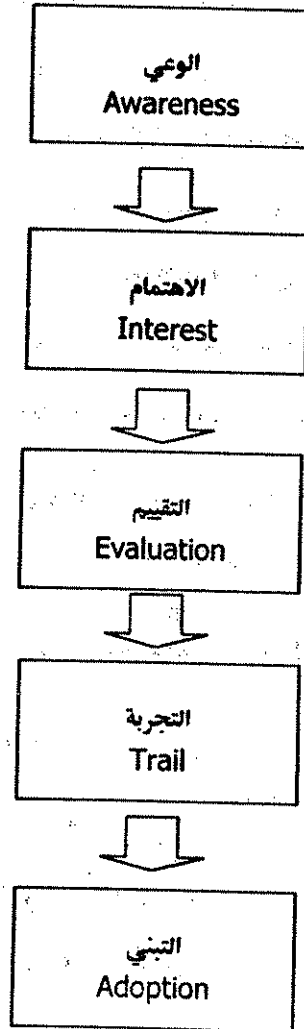 الوعي
Awareness
الاهتمام
Interest
التقييم
Evaluation
التجربة
Trail
التبني
Adoption